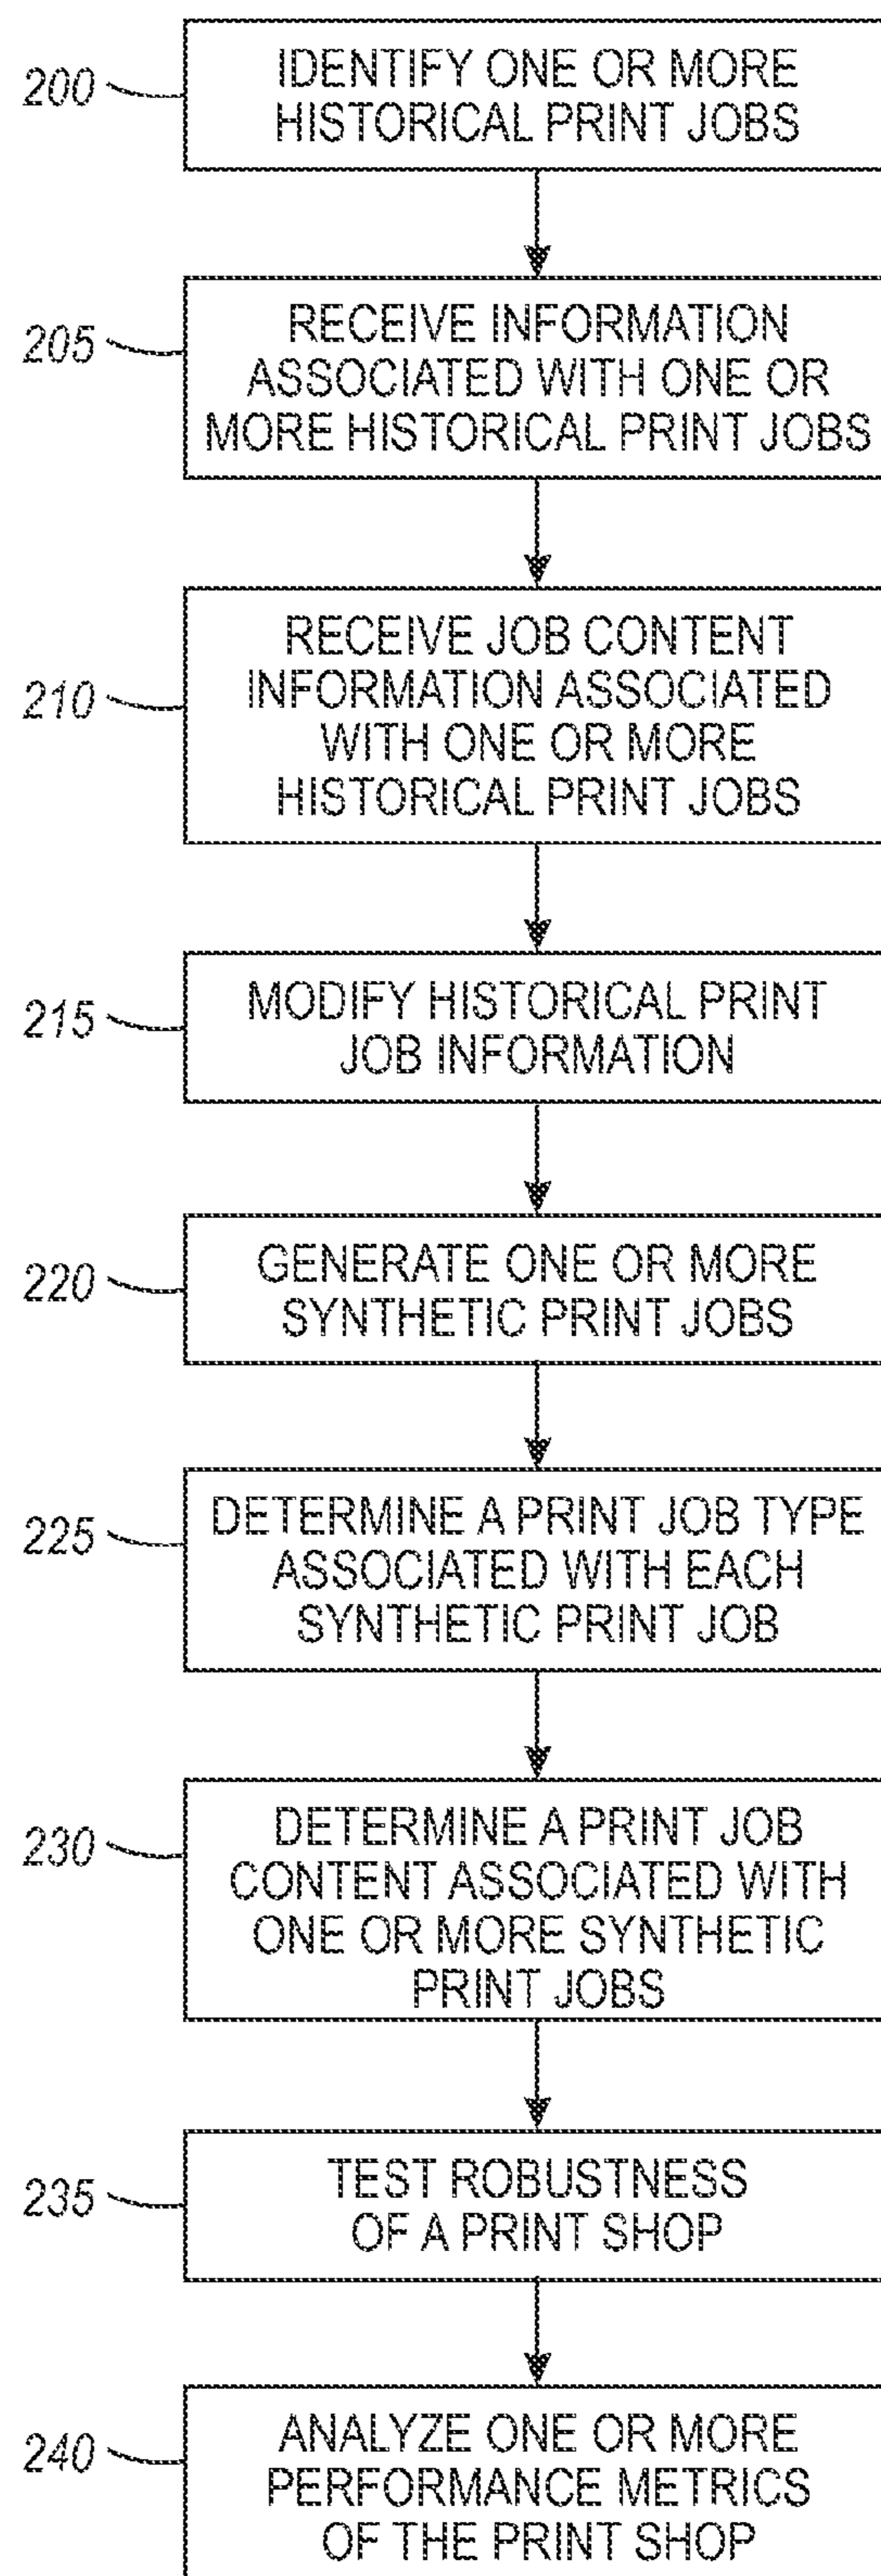 200
IDENTIFY ONE OR MORE
HISTORICAL PRINT JOBS
205
RECEIVE INFORMATION
ASSOCIATED WITH ONE OR
MORE HISTORICAL PRINT JOBS
210
RECEIVE JOB CONTENT
INFORMATION ASSOCIATED
WITH ONE OR MORE
HISTORICAL PRINT JOBS
215
MODIFY HISTORICAL PRINT
JOB INFORMATION
220
GENERATE ONE OR MORE
SYNTHETIC PRINT JOBS
225
DETERMINE A PRINT JOB TYPE
ASSOCIATED WITH EACH
SYNTHETIC PRINT JOB
230
DETERMINE A PRINT JOB
CONTENT ASSOCIATED WITH
ONE OR MORE SYNTHETIC
PRINT JOBS
235
TEST ROBUSTNESS
OF A PRINT SHOP
240
ANALYZE ONE OR MORE
PERFORMANCE METRICS
OF THE PRINT SHOP